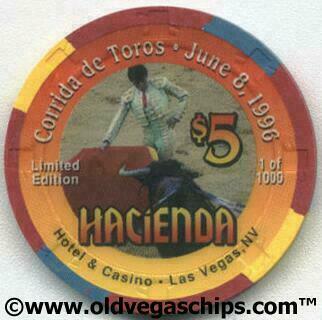 Corrida de Toros • June 8, 1996
$5
Limited
Edition
1 of
1000
HACIENDA
Hotel & Casino • Las Vegas, NV
©www.oldvegaschips.com™